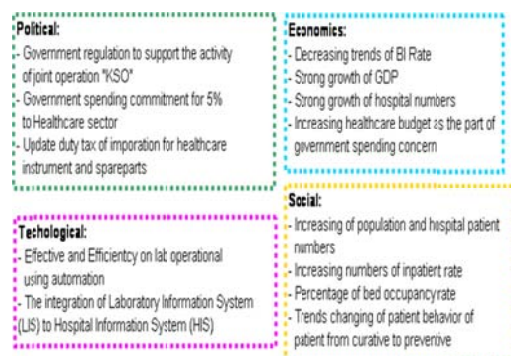 Political:
- Government regulation to support the activity
of joint operation "KSO"
- Government spending commitment for 5%
to Healthcare sector
- Update duty tax of imporation for healthcare
instrument and spareparts
Economics:
- Decreasing trends of BI Rate
- Strong growth of GDP
- Strong growth of hospital numbers
- Increasing healthcare budget as the part of
government spending concern
Techological:
- Effective and Efficientcy on lab operational
using automation
- The integration of Laboratory Information System
(LIS) to Hospital Information System (HIS)
Social:
- Increasing of population and hospital patient
numbers
- Increasing numbers of inpatient rate
- Percentage of bed occupancy rate
- Trends changing of patient behavior of
patient from curative to preventive